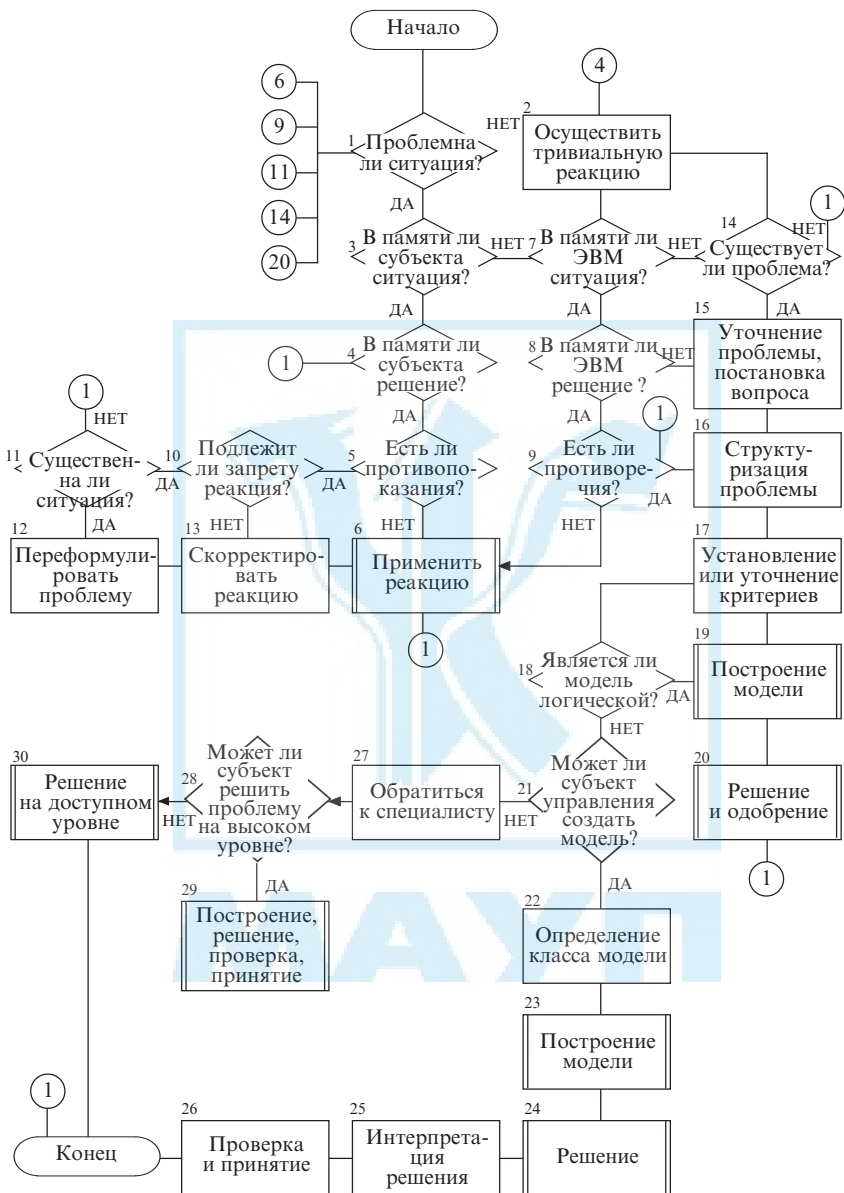 Начало
6
9
11
14
20
4
1
Проблемна
ли ситуация?
НЕТ
ДА
2
Осуществить
тривиальную
реакцию
3
В памяти ли
субъекта
ситуация?
НЕТ
ДА
7
В памяти ли
ЭВМ
ситуация?
НЕТ
ДА
14
Существует
ли проблема?
НЕТ
1
ДА
1
4
В памяти ли
субъекта
решение?
ДА
8
В памяти ли
ЭВМ
решение ?
НЕТ
ДА
15
Уточнение
проблемы,
постановка
вопроса
1
НЕТ
11
Существен-
на ли
ситуация?
ДА
ДА
10
Подлежит
ли запрету
реакция?
ДА
НЕТ
5
Есть ли
противопо-
казания?
НЕТ
9
Есть ли
противоре-
чия?
1
ДА
НЕТ
16
Структу-
ризация
проблемы
12
Переформули-
ровать
проблему
13
Скорректиро-
вать
реакцию
6
Применить
реакцию
1
17
Установление
или уточнение
критериев
18
Является ли
модель
логической?
ДА
НЕТ
19
Построение
модели
30
Решение
на доступном
уровне
28
Может ли
субъект
решить
проблему
на высоком
уровне?
НЕТ
ДА
27
Обратиться
к специалисту
21
Может ли
субъект
управления
создать
модель?
НЕТ
ДА
20
Решение
и одобрение
1
29
Построение,
решение,
проверка,
принятие
22
Определение
класса модели
23
Построение
модели
1
Конец
26
Проверка
и принятие
25
Интерпрета-
ция
решения
24
Решение
МАУП